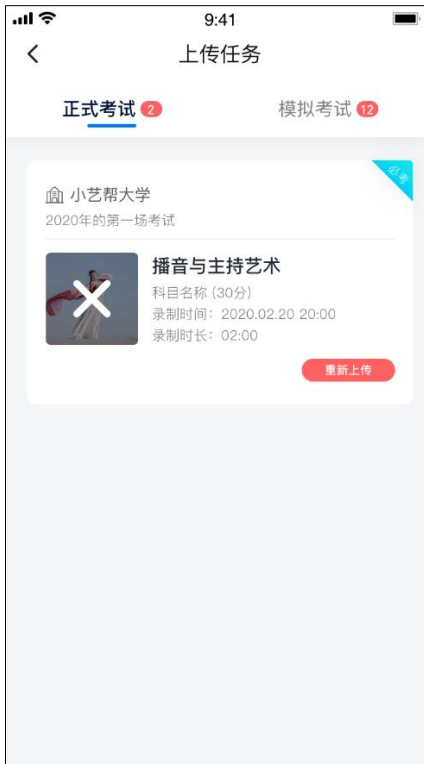 9:41
上传任务
正式考试 2
模拟考试 12
必考
小艺帮大学
2020年的第一场考试
播音与主持艺术
科目名称 (30分)
录制时间：2020.02.20 20:00
录制时长：02:00
重新上传